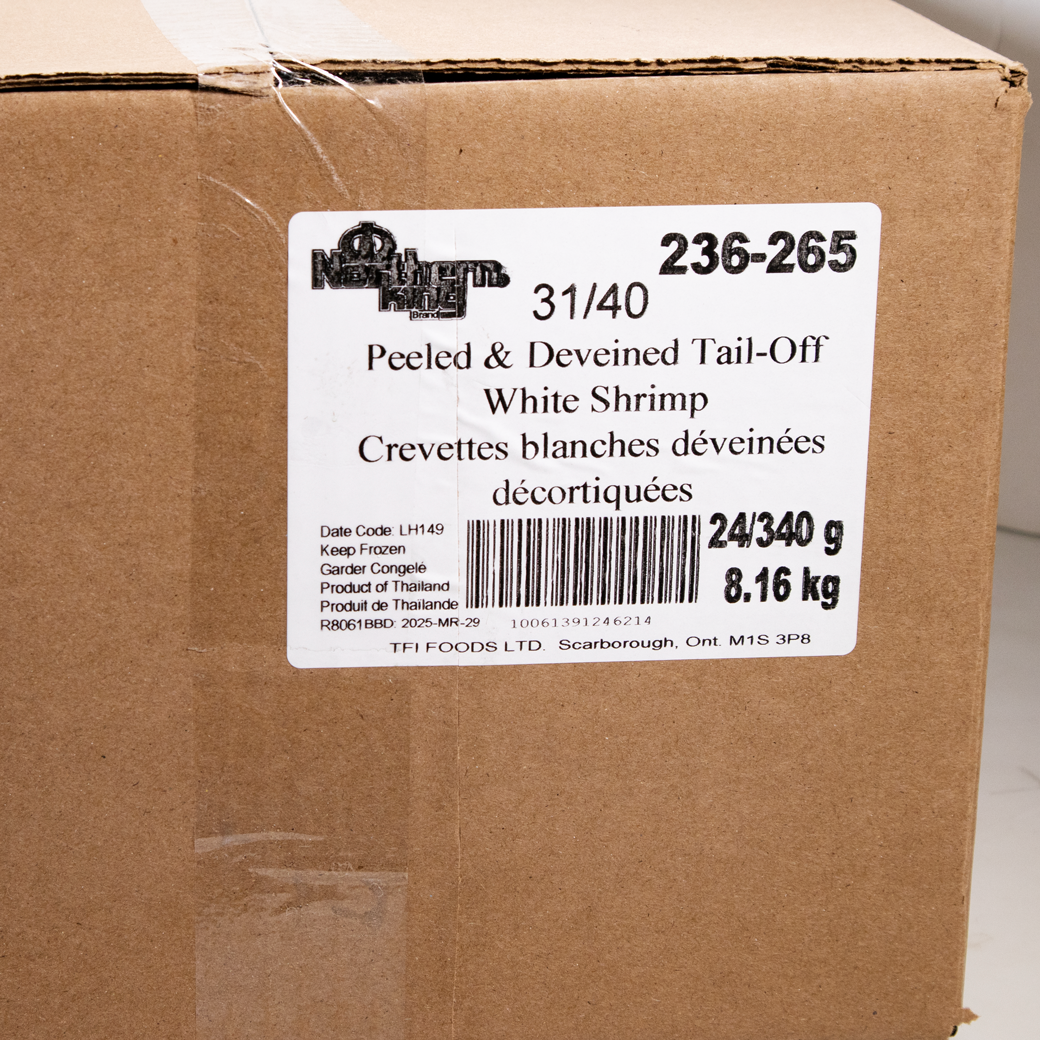 Northern
King
Brand
236-265
31/40
Peeled & Deveined Tail-Off
White Shrimp
Crevettes blanches déveinées
décortiquées
Date Code: LH149
Keep Frozen
Garder Congelé
Product of Thailand
Produit de Thaïlande
R8061BBD: 2025-MR-29
24/340 g
8.16 kg
10061391246214
TFI FOODS LTD. Scarborough, Ont. M1S 3P8